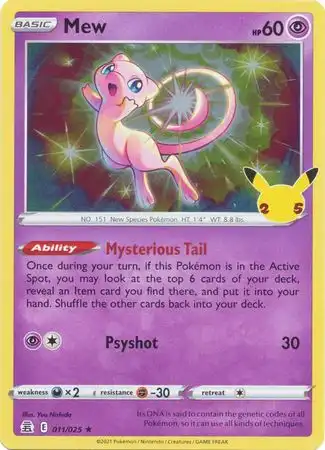 BASIC Mew HP60
NO. 151 New Species Pokémon HT: 1'4" WT: 8.8 lbs.
25
Ability Mysterious Tail
Once during your turn, if this Pokémon is in the Active
Spot, you may look at the top 6 cards of your deck,
reveal an Item card you find there, and put it into your
hand. Shuffle the other cards back into your deck.
Psyshot 30
weakness ×2 resistance -30 retreat
Illus. You Nishida
E 011/025 ★
Its DNA is said to contain the genetic codes of all
Pokémon, so it can use all kinds of techniques.
©2021 Pokémon / Nintendo / Creatures / GAME FREAK